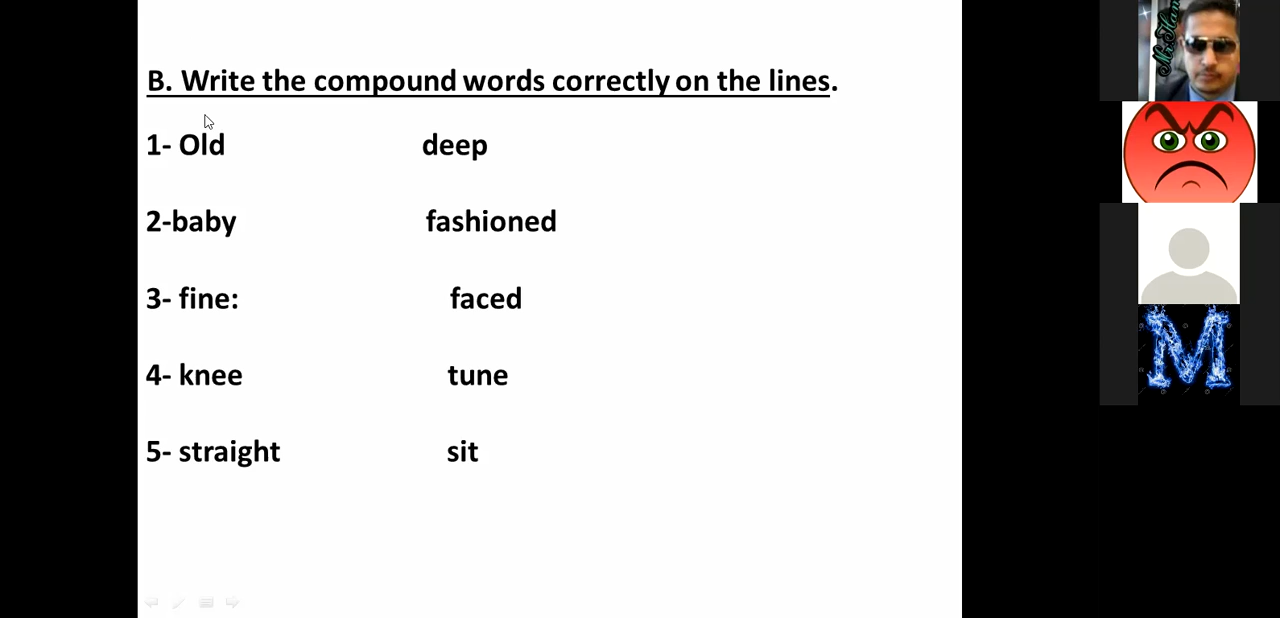 B. Write the compound words correctly on the lines.
1- Old deep
2-baby fashioned
3- fine: faced
4- knee tune
5- straight sit
M